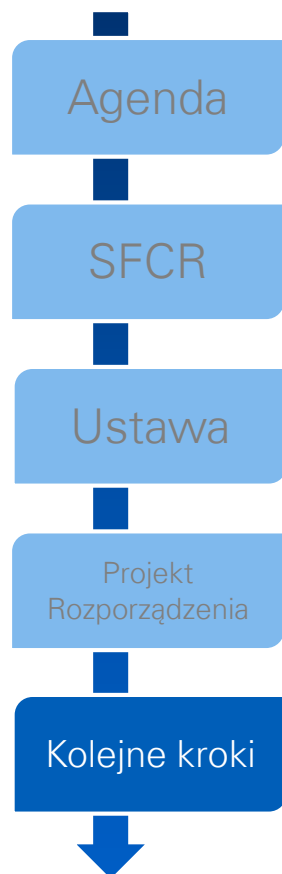 Agenda
SFCR
Ustawa
Projekt
Rozporządzenia
Kolejne kroki